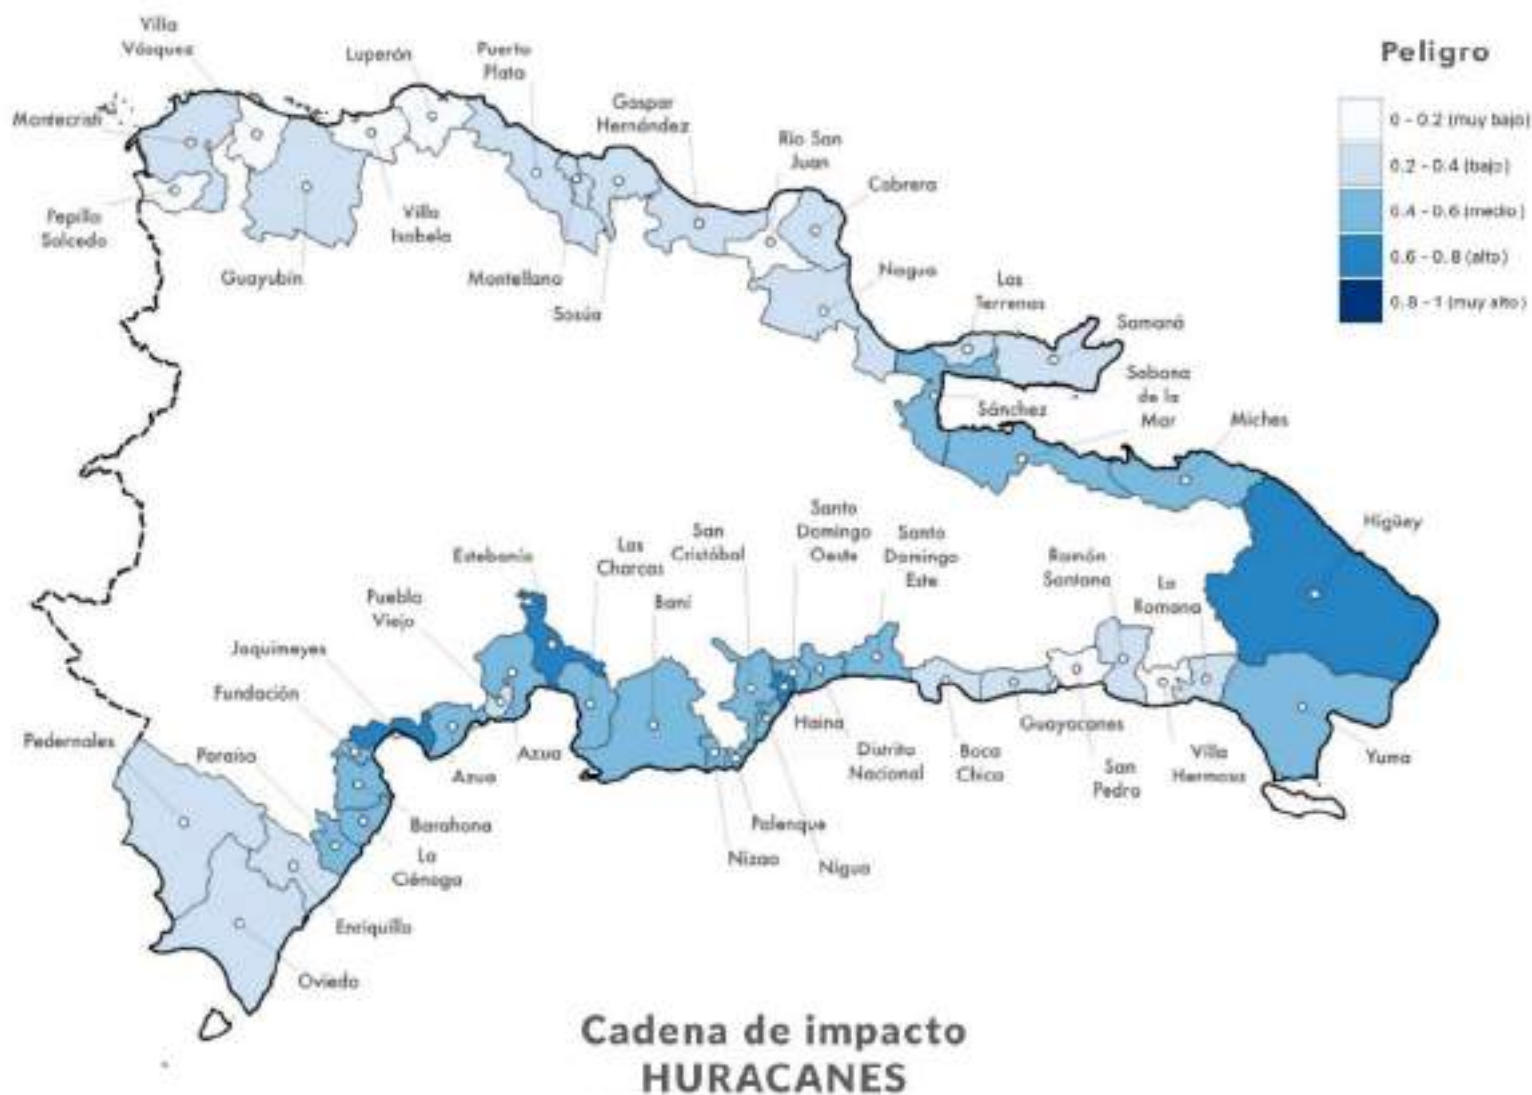 Villa
Vásquez
Luperón
Puerto
Plata
Gaspar
Hernández
Río San
Juan
Cabrera
Montecristi
Pepillo
Salcedo
Guayubín
Villa
Isabela
Montellano
Sosúa
Nagua
Las
Terrenas
Samaná
Sánchez
Sabana
de la
Mar
Miches
Higüey
Peligro
0 - 0.2 (muy bajo)
0.2 - 0.4 (bajo)
0.4 - 0.6 (medio)
0.6 - 0.8 (alto)
0.8 - 1 (muy alto)
Estebanía
Las
Charcas
San
Cristóbal
Santo
Domingo
Oeste
Santo
Domingo
Este
Ramón
Santana
La
Romana
Pueblo
Viejo
Baní
Jaquimeyes
Fundación
Pedernales
Paraíso
Azua
Azua
Haina
Distrito
Nacional
Boca
Chica
Guayacanes
San
Pedro
Villa
Hermosa
Yuma
Barahona
La
Ciénaga
Palenque
Nizao
Nigua
Enriquillo
Oviedo
Cadena de impacto
HURACANES